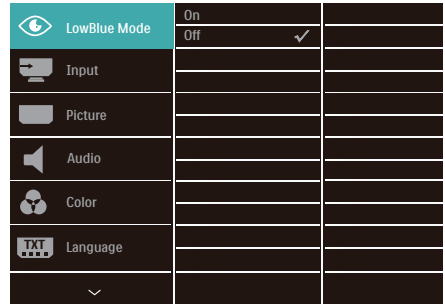 LowBlue Mode
On
Off
Input
Picture
Audio
Color
TXT
Language